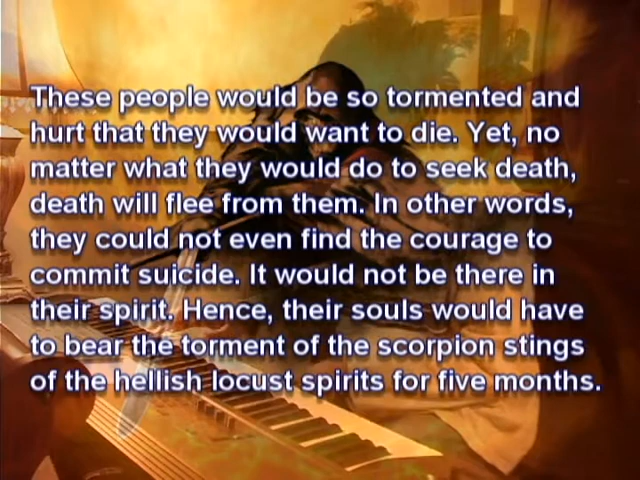 These people would be so tormented and
hurt that they would want to die. Yet, no
matter what they would do to seek death,
death will flee from them. In other words,
they could not even find the courage to
commit suicide. It would not be there in
their spirit. Hence, their souls would have
to bear the torment of the scorpion stings
of the hellish locust spirits for five months.